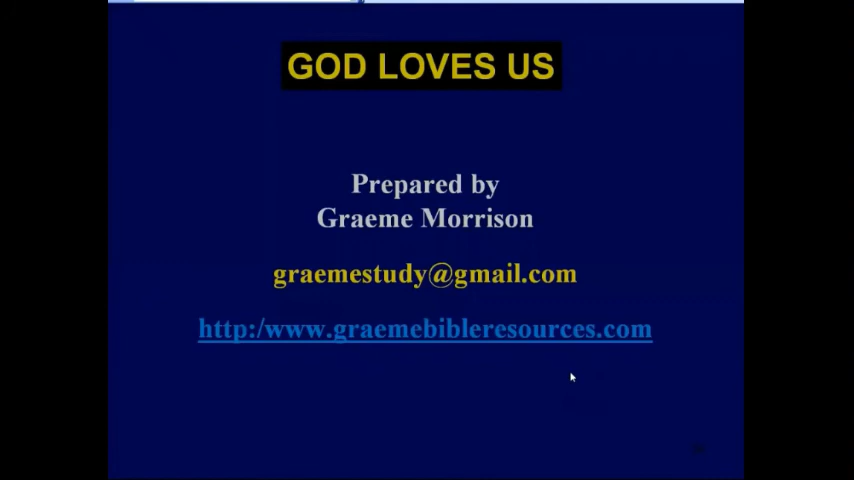 GOD LOVES US
Prepared by
Graeme Morrison
graemestudy@gmail.com
http:/www.graemebibleresources.com